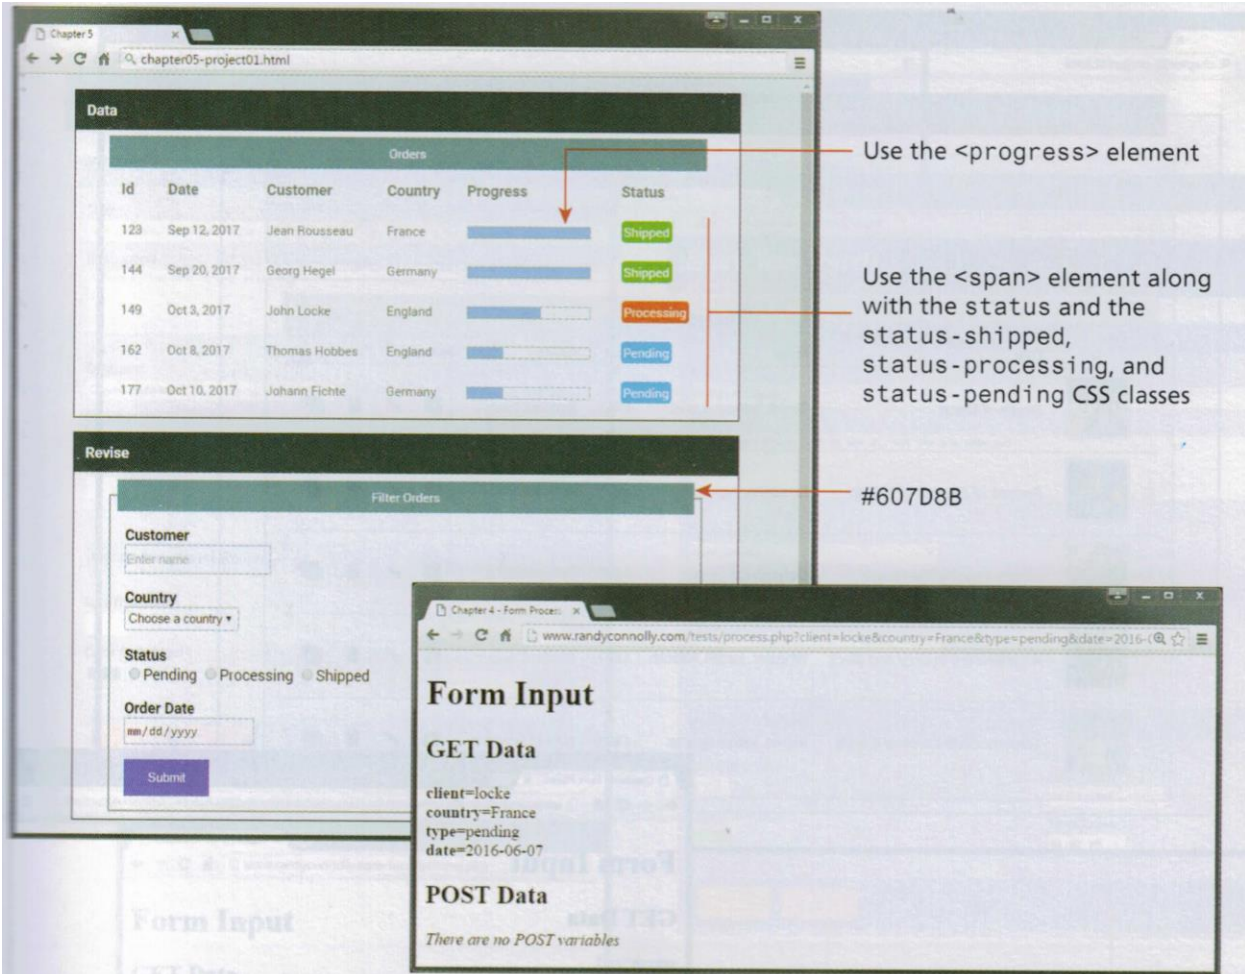 Chapter 5
chapter05-project01.html
Data
Orders
Id Date Customer Country Progress Status
123 Sep 12, 2017 Jean Rousseau France Shipped
144 Sep 20, 2017 Georg Hegel Germany Shipped
149 Oct 3, 2017 John Locke England Processing
162 Oct 8, 2017 Thomas Hobbes England Pending
177 Oct 10, 2017 Johann Fichte Germany Pending
Use the <progress> element
Use the <span> element along
with the status and the
status-shipped,
status-processing, and
status-pending CSS classes
Revise
Filter Orders
#607D8B
Customer
Enter name
Country
Choose a country
Status
Pending Processing Shipped
Order Date
mm/dd/yyyy
Submit
Chapter 4 - Form Proces
www.randyconnolly.com/tests/process.php?client=locke&country=France&type=pending&date=2016-
Form Input
GET Data
client=locke
country=France
type=pending
date=2016-06-07
POST Data
There are no POST variables
Form Input
GET Data